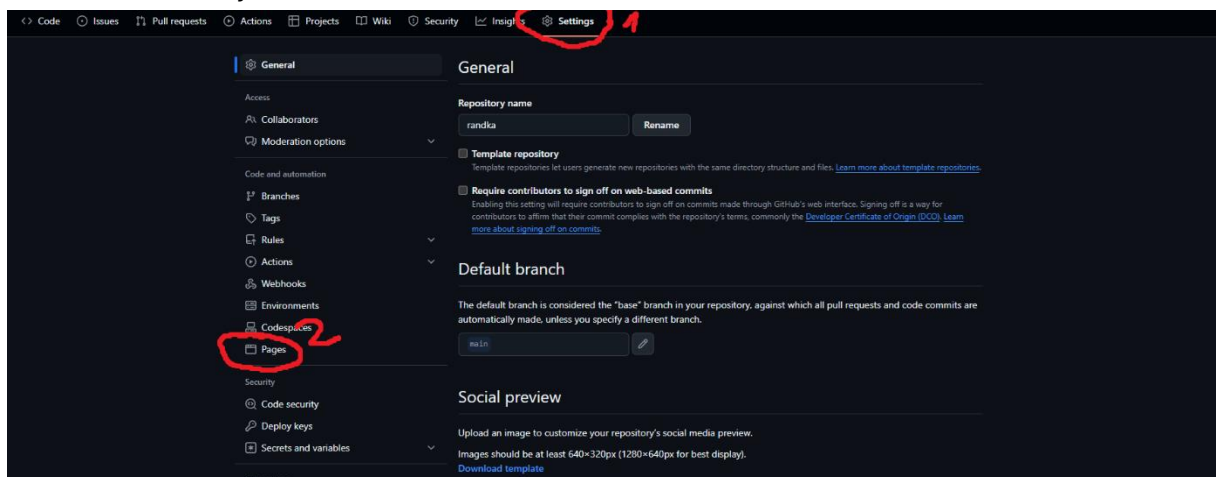 Code Issues Pull requests Actions Projects Wiki Security Insights Settings 1
General
Access
Collaborators
Moderation options
Code and automation
Branches
Tags
Rules
Actions
Webhooks
Environments
Codespaces
2
Pages
Security
Code security
Deploy keys
Secrets and variables
General
Repository name
randka Rename
Template repository
Template repositories let users generate new repositories with the same directory structure and files. Learn more about template repositories.
Require contributors to sign off on web-based commits
Enabling this setting will require contributors to sign off on commits made through GitHub's web interface. Signing off is a way for
contributors to affirm that their commit complies with the repository's terms, commonly the Developer Certificate of Origin (DCO). Learn
more about signing off on commits.
Default branch
The default branch is considered the "base" branch in your repository, against which all pull requests and code commits are
automatically made, unless you specify a different branch.
main
Social preview
Upload an image to customize your repository's social media preview.
Images should be at least 640×320px (1280×640px for best display).
Download template